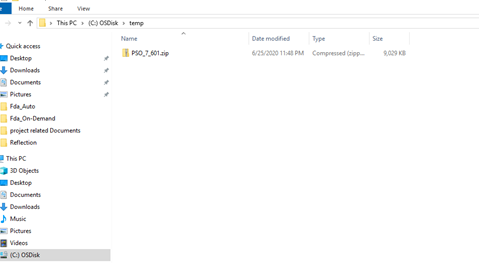 Home Share View
This PC > (C:) OSDisk > temp
Name Date modified Type Size
PSO_7_601.zip 6/25/2020 11:48 PM Compressed (zipp... 9,029 KB
Quick access
Desktop
Downloads
Documents
Pictures
Fda_Auto
Fda_On-Demand
project related Documents
Reflection
This PC
3D Objects
Desktop
Documents
Downloads
Music
Pictures
Videos
(C:) OSDisk